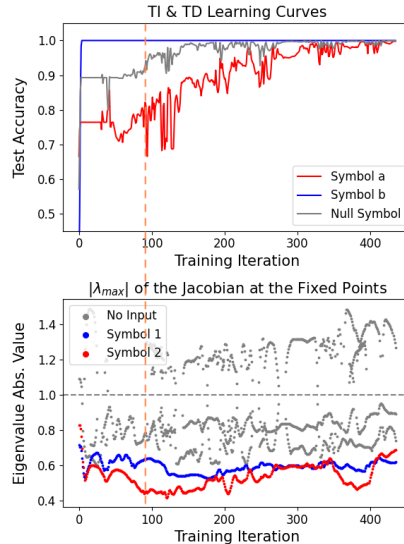 TI & TD Learning Curves
1.0
0.9
0.8
0.7
0.6
0.5
Test Accuracy
Symbol a
Symbol b
Null Symbol
0 100 200 300 400
Training Iteration
|λmax| of the Jacobian at the Fixed Points
1.4
1.2
1.0
0.8
0.6
0.4
Eigenvalue Abs. Value
No Input
Symbol 1
Symbol 2
0 100 200 300 400
Training Iteration